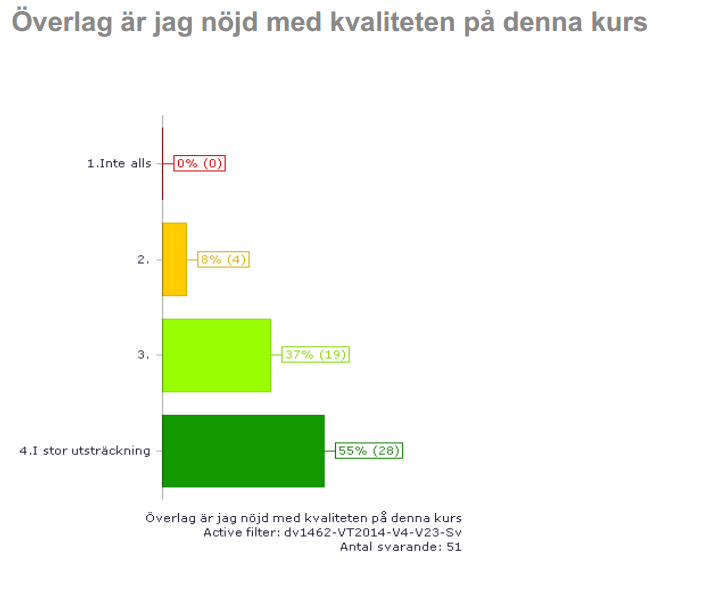 Överlag är jag nöjd med kvaliteten på denna kurs
1.Inte alls
0% (0)
2.
8% (4)
3.
37% (19)
4.I stor utsträckning
55% (28)
Överlag är jag nöjd med kvaliteten på denna kurs
Active filter: dv1462-VT2014-V4-V23-Sv
Antal svarande: 51